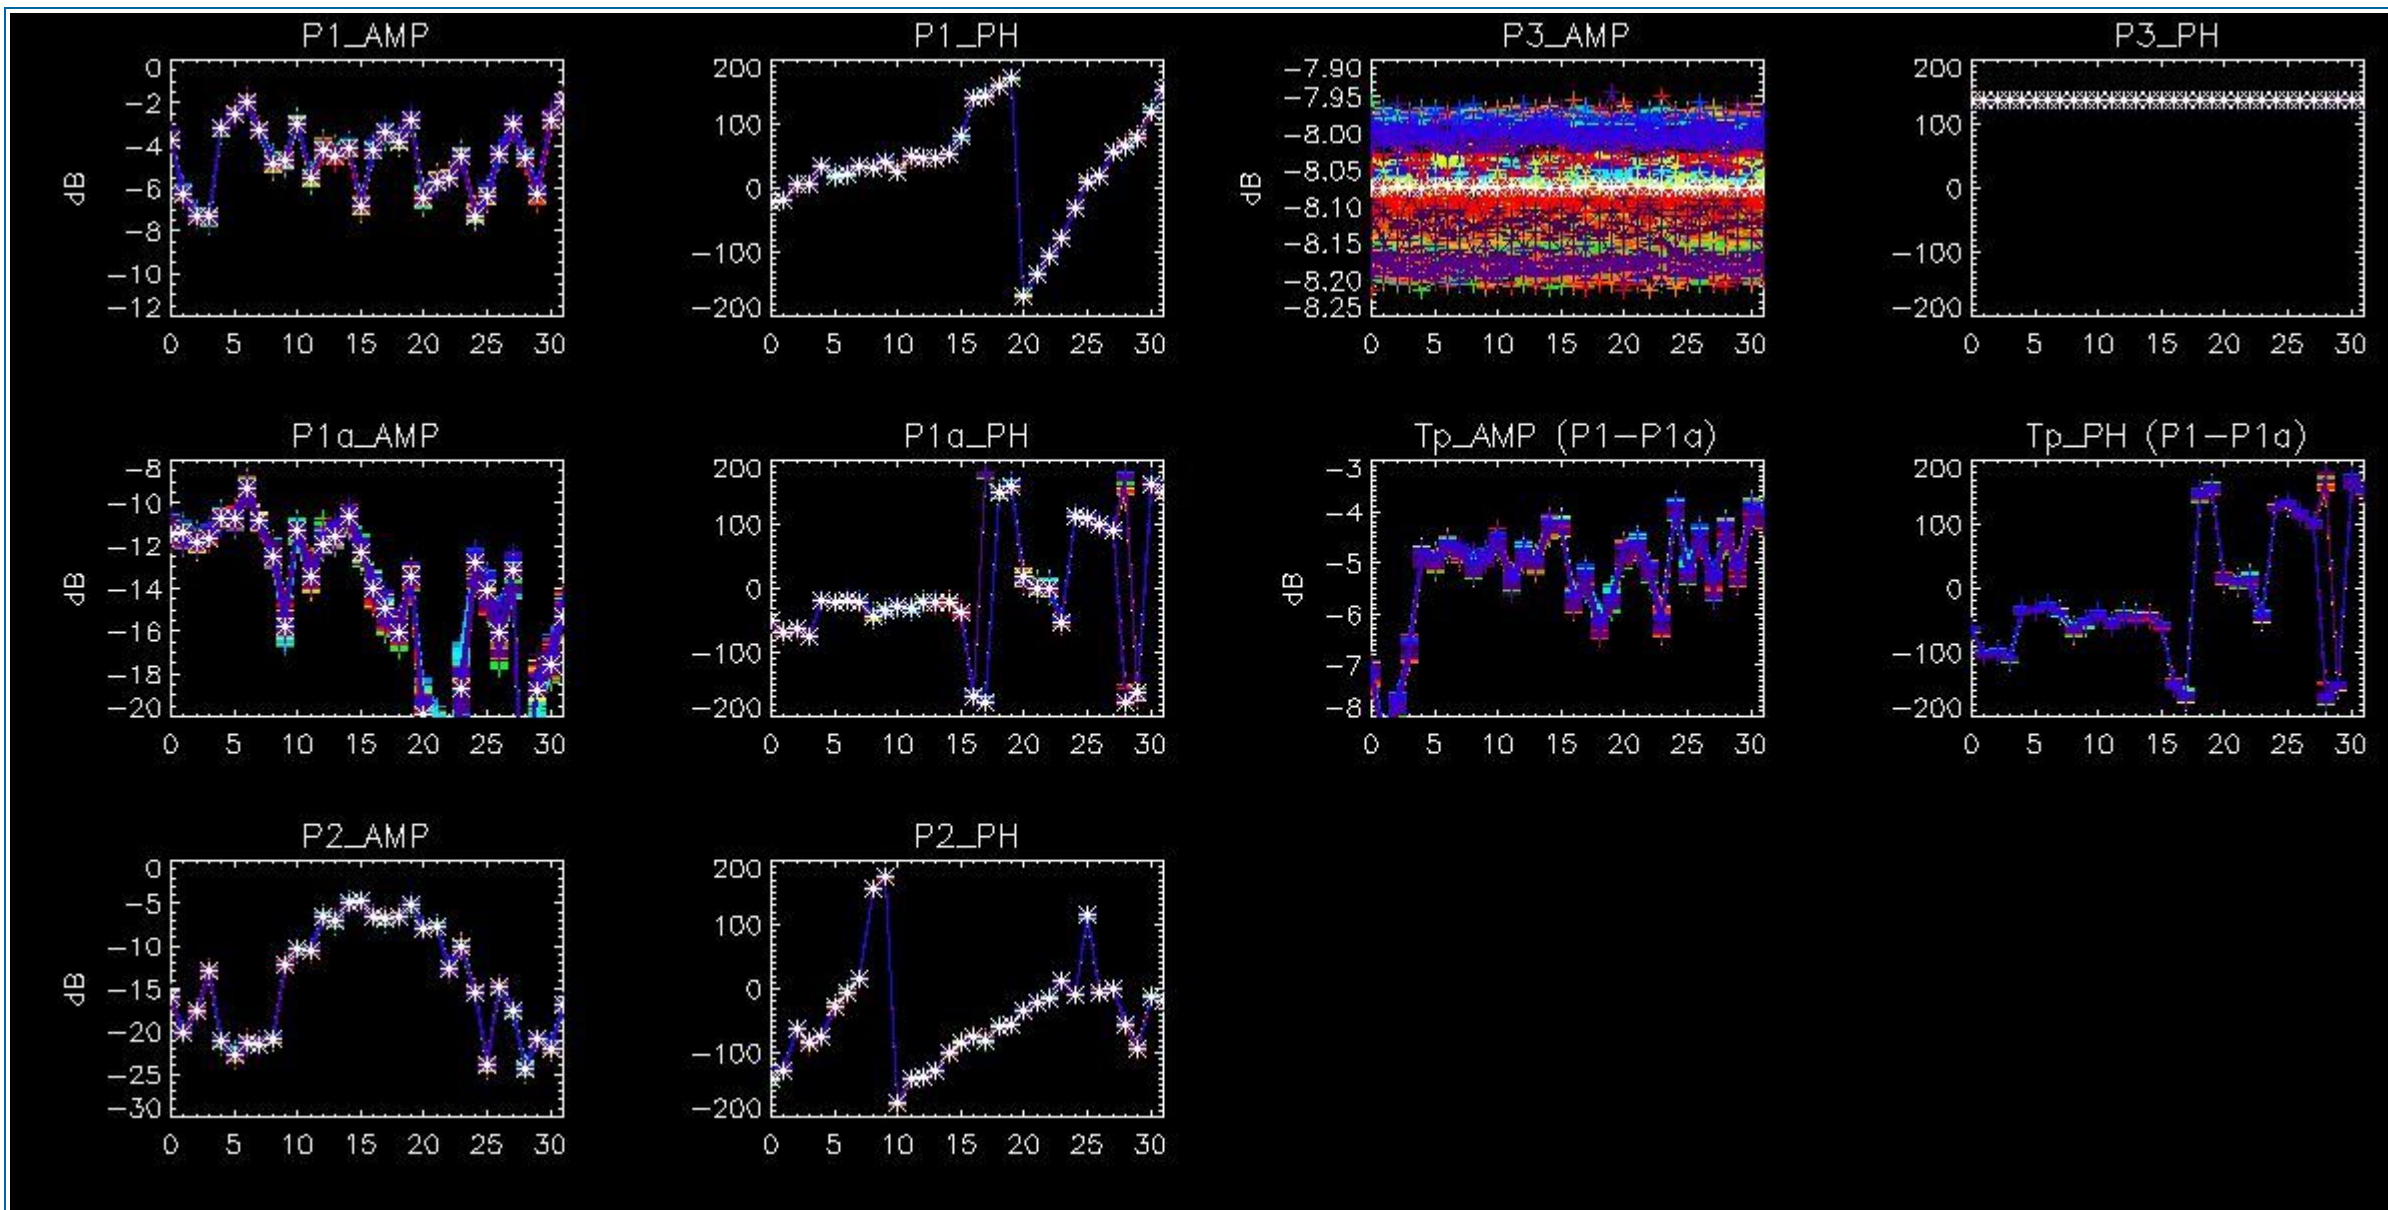 P1_AMP P1_PH P3_AMP P3_PH
0 200 −7.90 200
−2 100 −7.95 100
−4 0 −8.00 0
−6 −100 −8.05 −100
−8 −200 −8.10 −200
−10 −8.15
−12 −8.20
−8.25
dB dB
0 5 10 15 20 25 30 0 5 10 15 20 25 30 0 5 10 15 20 25 30 0 5 10 15 20 25 30
P1a_AMP P1a_PH Tp_AMP (P1−P1a) Tp_PH (P1−P1a)
−8 200 −3 200
−10 100 −4 100
−12 0 −5 0
−14 −100 −6 −100
−16 −200 −7 −200
−18 −8
−20
dB dB
0 5 10 15 20 25 30 0 5 10 15 20 25 30 0 5 10 15 20 25 30 0 5 10 15 20 25 30
P2_AMP P2_PH
0 200
−5 100
−10 0
−15 −100
−20 −200
−25
−30
dB
0 5 10 15 20 25 30 0 5 10 15 20 25 30